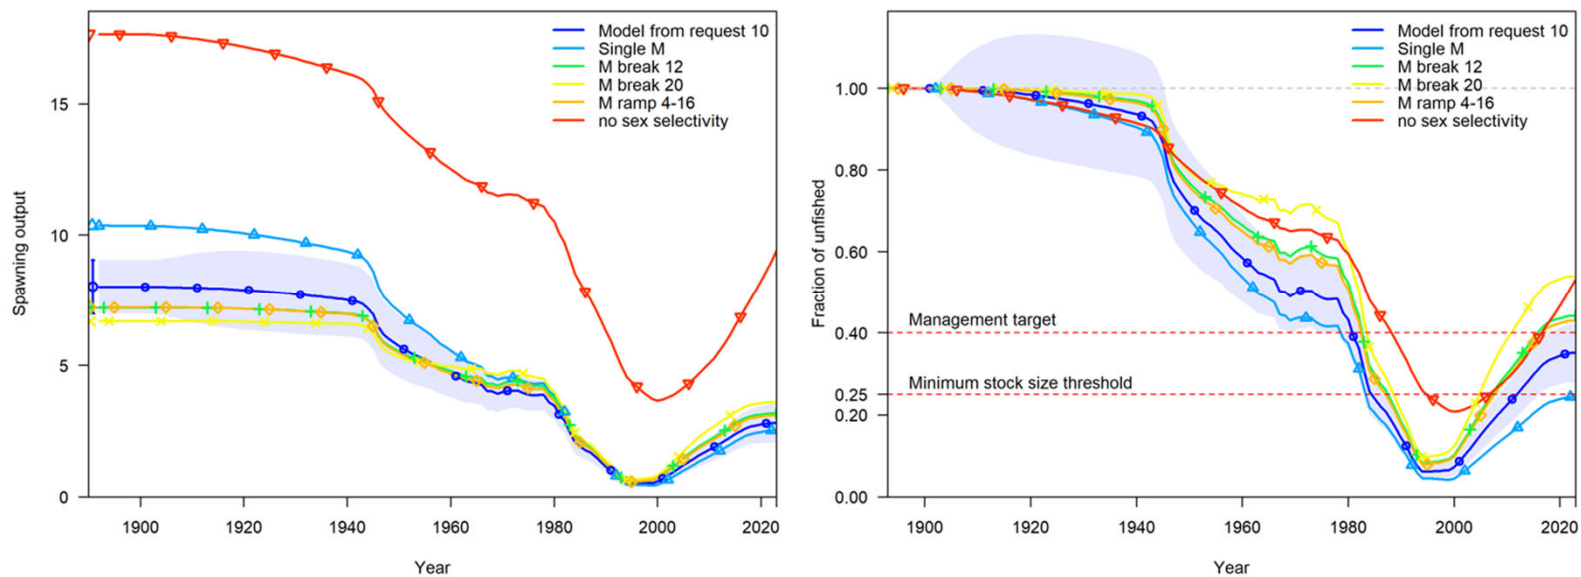 Model from request 10
Single M
M break 12
M break 20
M ramp 4-16
no sex selectivity
15
10
5
0
Spawning output
1900
1920
1940
1960
1980
2000
2020
Year
Model from request 10
Single M
M break 12
M break 20
M ramp 4-16
no sex selectivity
1.00
0.80
0.60
0.40
0.25
0.20
0.00
Fraction of unfished
Management target
Minimum stock size threshold
1900
1920
1940
1960
1980
2000
2020
Year